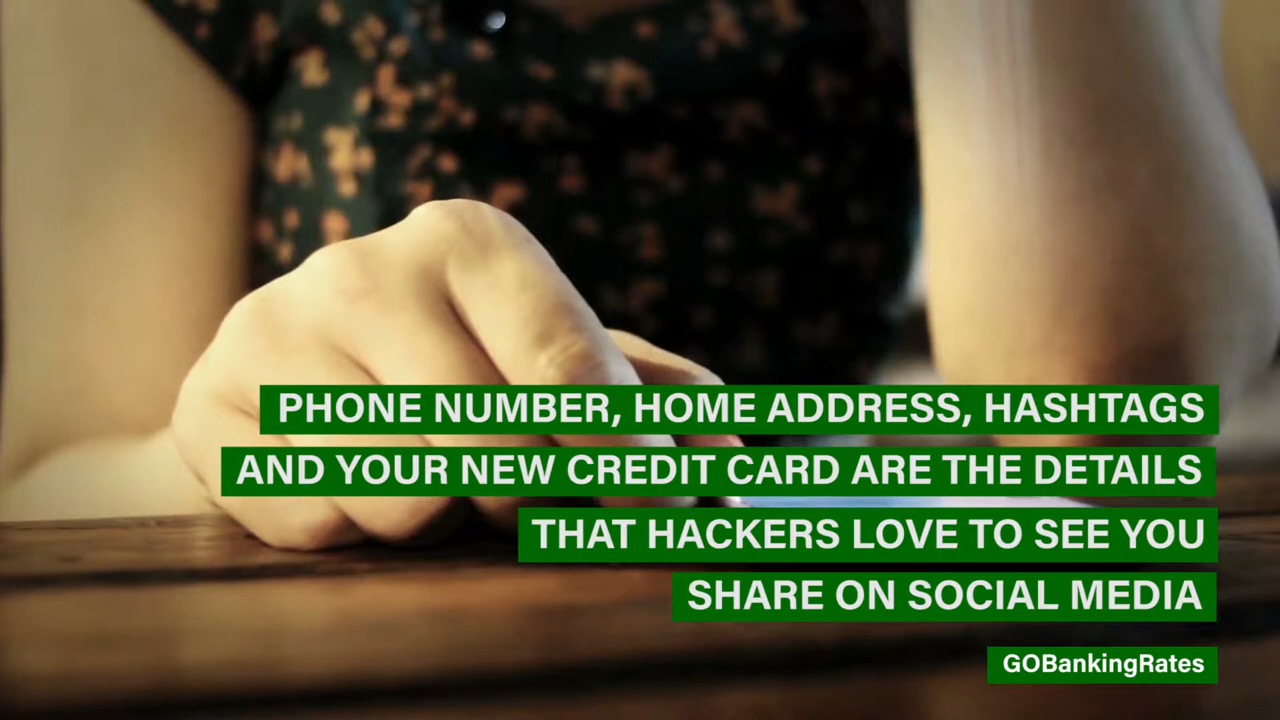 PHONE NUMBER, HOME ADDRESS, HASHTAGS
AND YOUR NEW CREDIT CARD ARE THE DETAILS
THAT HACKERS LOVE TO SEE YOU
SHARE ON SOCIAL MEDIA
GOBankingRates